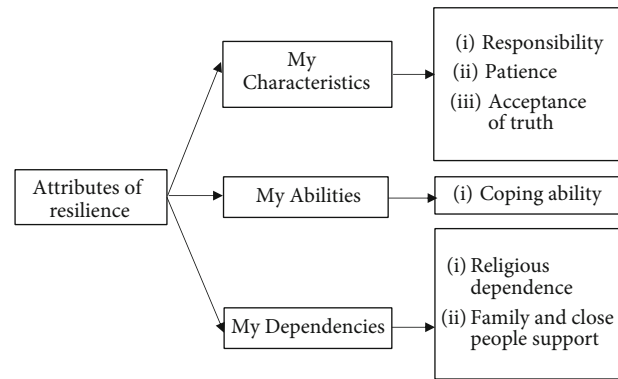 Attributes of
resilience
My
Characteristics
(i) Responsibility
(ii) Patience
(iii) Acceptance
of truth
My Abilities
(i) Coping ability
My Dependencies
(i) Religious
dependence
(ii) Family and close
people support